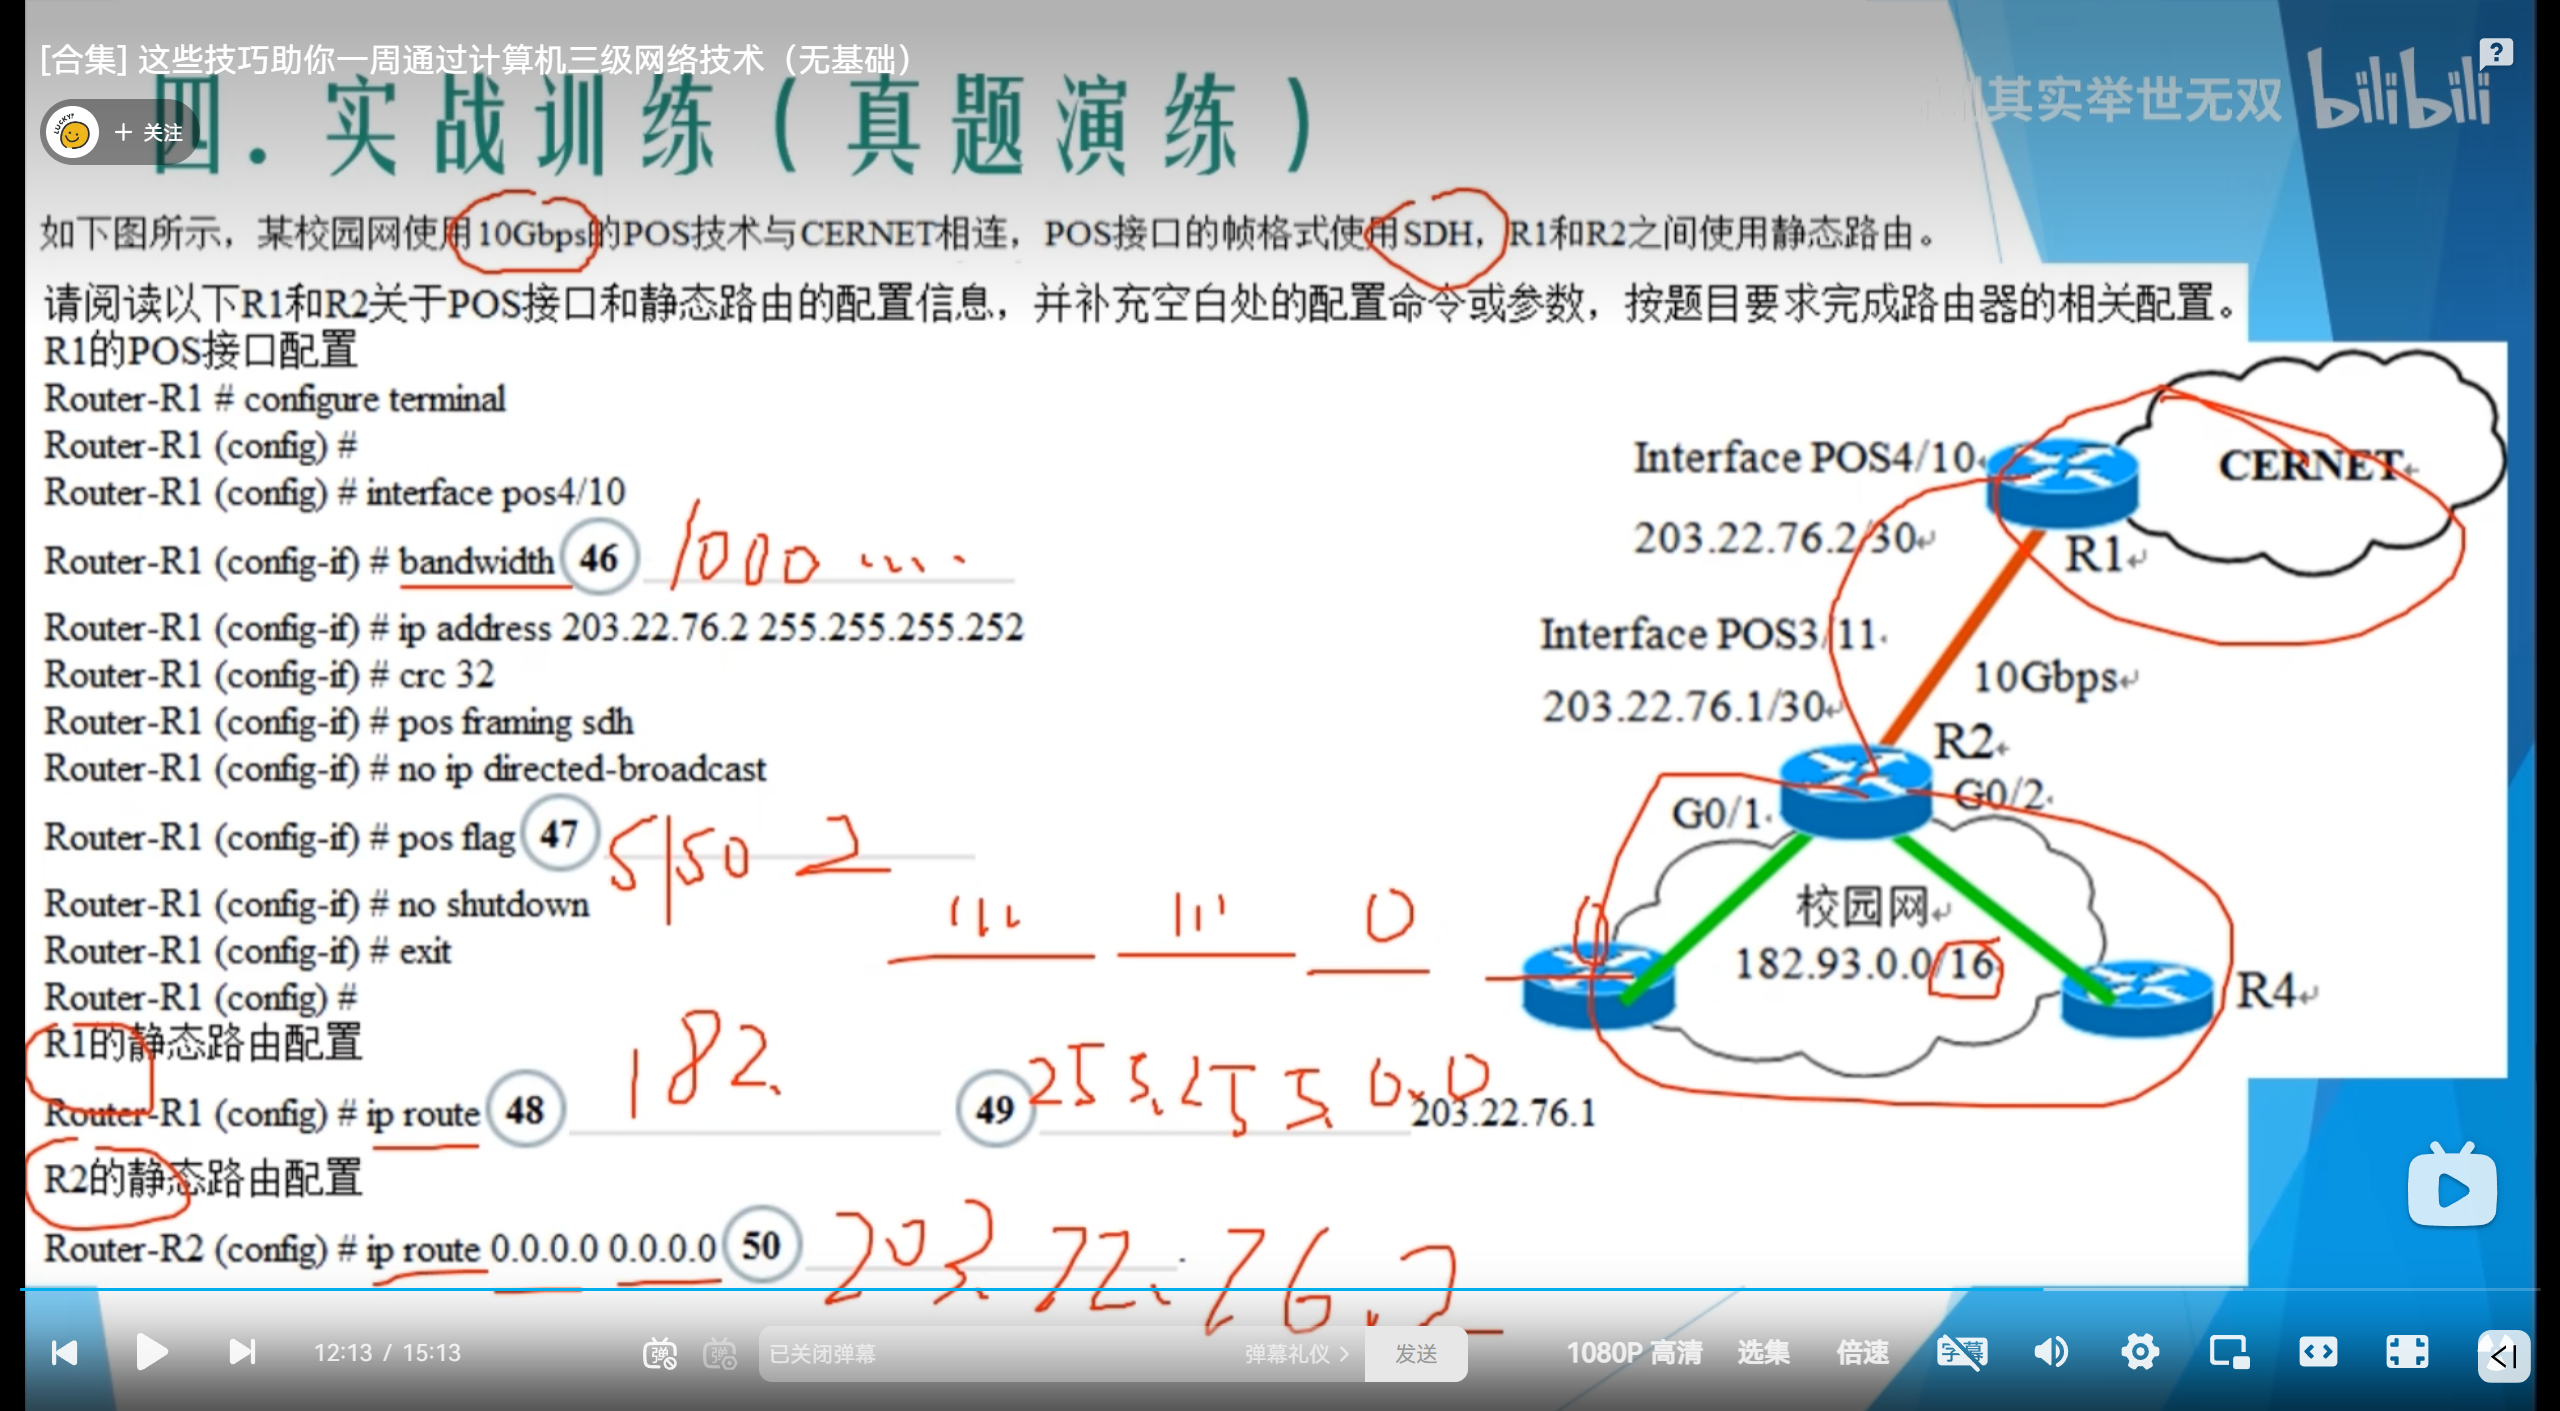 [合集] 这些技巧助你一周通过计算机三级网络技术（无基础）
四．实战训练（真题演练）
+ 关注
其实举世无双
bilibili
如下图所示，某校园网使用10Gbps的POS技术与CERNET相连，POS接口的帧格式使用SDH，R1和R2之间使用静态路由。
请阅读以下R1和R2关于POS接口和静态路由的配置信息，并补充空白处的配置命令或参数，按题目要求完成路由器的相关配置。
R1的POS接口配置
Router-R1 # configure terminal
Router-R1 (config) #
Router-R1 (config) # interface pos4/10
Router-R1 (config-if) # bandwidth 46 1000
Router-R1 (config-if) # ip address 203.22.76.2 255.255.255.252
Router-R1 (config-if) # crc 32
Router-R1 (config-if) # pos framing sdh
Router-R1 (config-if) # no ip directed-broadcast
Router-R1 (config-if) # pos flag 47
Router-R1 (config-if) # no shutdown
Router-R1 (config-if) # exit
Router-R1 (config) #
R1的静态路由配置
Router-R1 (config) # ip route 48 182. 49 255.255.0.0 203.22.76.1
R2的静态路由配置
Router-R2 (config) # ip route 0.0.0.0 0.0.0.0 50 203.22.76.2
Interface POS4/10
203.22.76.2/30
CERNET
R1
Interface POS3/11
203.22.76.1/30
10Gbps
R2
G0/1
G0/2
校园网
182.93.0.0/16
R4
12:13 / 15:13
弹
弹
已关闭弹幕
弹幕礼仪 >
发送
1080P 高清
选集
倍速
字幕